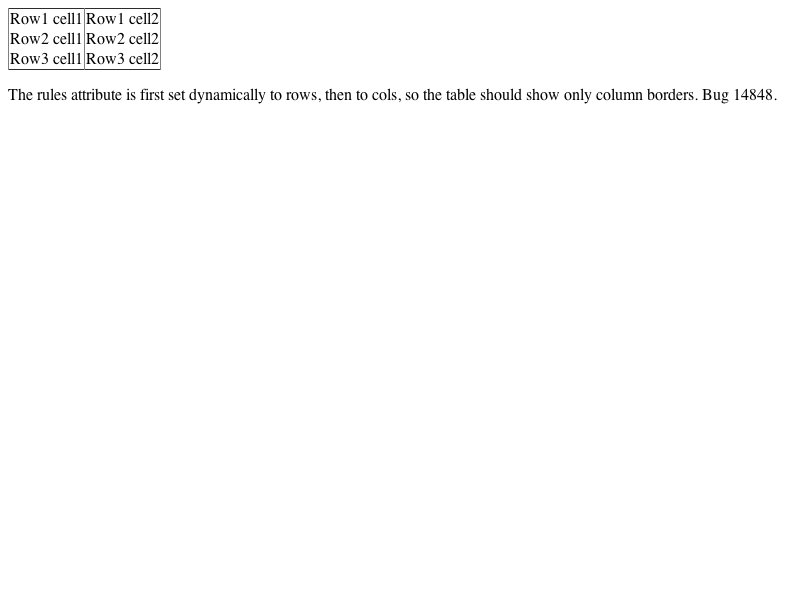 Row1 cell1 Row1 cell2
Row2 cell1 Row2 cell2
Row3 cell1 Row3 cell2
The rules attribute is first set dynamically to rows, then to cols, so the table should show only column borders. Bug 14848.